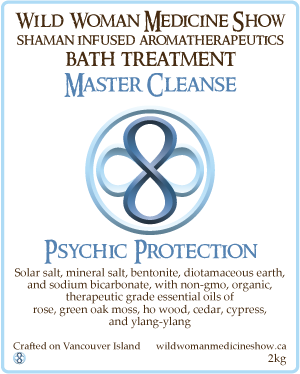 Wild Woman Medicine Show
SHAMAN INFUSED AROMATHERAPEUTICS
BATH TREATMENT
Master Cleanse
Psychic Protection
Solar salt, mineral salt, bentonite, diotamaceous earth,
and sodium bicarbonate, with non-gmo, organic,
therapeutic grade essential oils of
rose, green oak moss, ho wood, cedar, cypress,
and ylang-ylang
Crafted on Vancouver Island wildwomanmedicineshow.ca
2kg